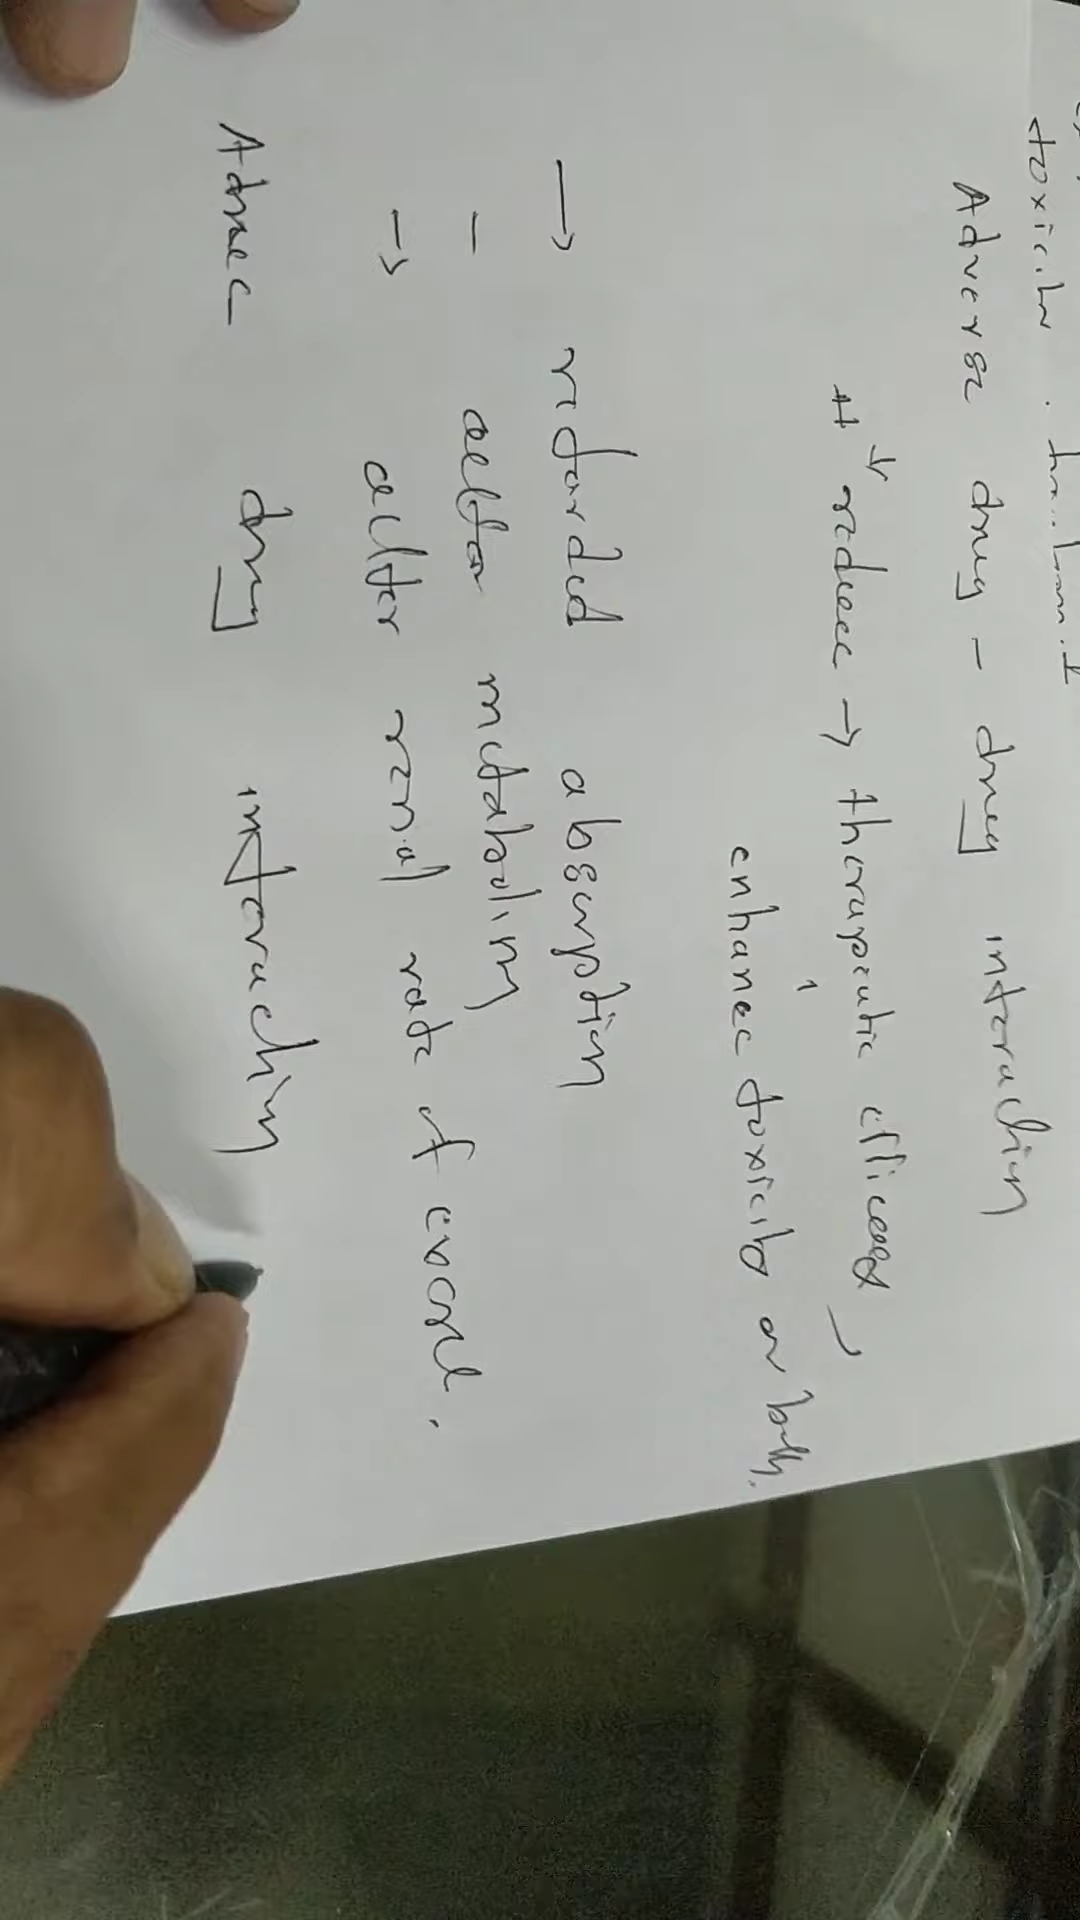 toxicity.
Adverse drug - drug interaction
↓ reduce → therapeutic efficacy,
enhance toxicity or both.
→ retarded absorption
- alter metabolism
→ alter renal rate of excre.
Adverse drug interaction